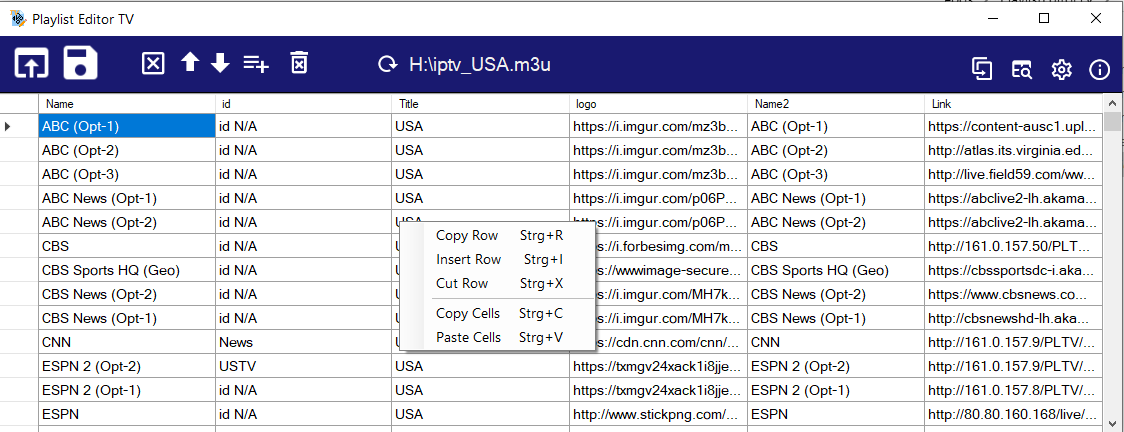 Playlist Editor TV
H:\iptv_USA.m3u
Name id Title logo Name2 Link
ABC (Opt-1) id N/A USA https://i.imgur.com/mz3b... ABC (Opt-1) https://content-ausc1.upl...
ABC (Opt-2) id N/A USA https://i.imgur.com/mz3b... ABC (Opt-2) http://atlas.its.virginia.ed...
ABC (Opt-3) id N/A USA https://i.imgur.com/mz3b... ABC (Opt-3) http://live.field59.com/ww...
ABC News (Opt-1) id N/A USA https://i.imgur.com/p06P... ABC News (Opt-1) https://abclive2-lh.akama...
ABC News (Opt-2) id N/A USA https://i.imgur.com/p06P... ABC News (Opt-2) https://abclive2-lh.akama...
CBS id N/A s://i.forbesimg.com/m... CBS http://161.0.157.50/PLT...
CBS Sports HQ (Geo) id N/A s://wwwimage-secure... CBS Sports HQ (Geo) https://cbssportsdc-i.aka...
CBS News (Opt-2) id N/A s://i.imgur.com/MH7k... CBS News (Opt-2) https://www.cbsnews.co...
CBS News (Opt-1) id N/A s://i.imgur.com/MH7k... CBS News (Opt-1) http://cbsnewshd-lh.akama...
CNN News s://cdn.cnn.com/cnn/... CNN http://161.0.157.9/PLTV/...
ESPN 2 (Opt-2) USTV USA https://txmgv24xack1i8jje... ESPN 2 (Opt-2) http://161.0.157.9/PLTV/...
ESPN 2 (Opt-1) id N/A USA https://txmgv24xack1i8jje... ESPN 2 (Opt-1) http://161.0.157.8/PLTV/...
ESPN id N/A USA http://www.stickpng.com/... ESPN http://80.80.160.168/live/...
Copy Row Strg+R
Insert Row Strg+I
Cut Row Strg+X
Copy Cells Strg+C
Paste Cells Strg+V